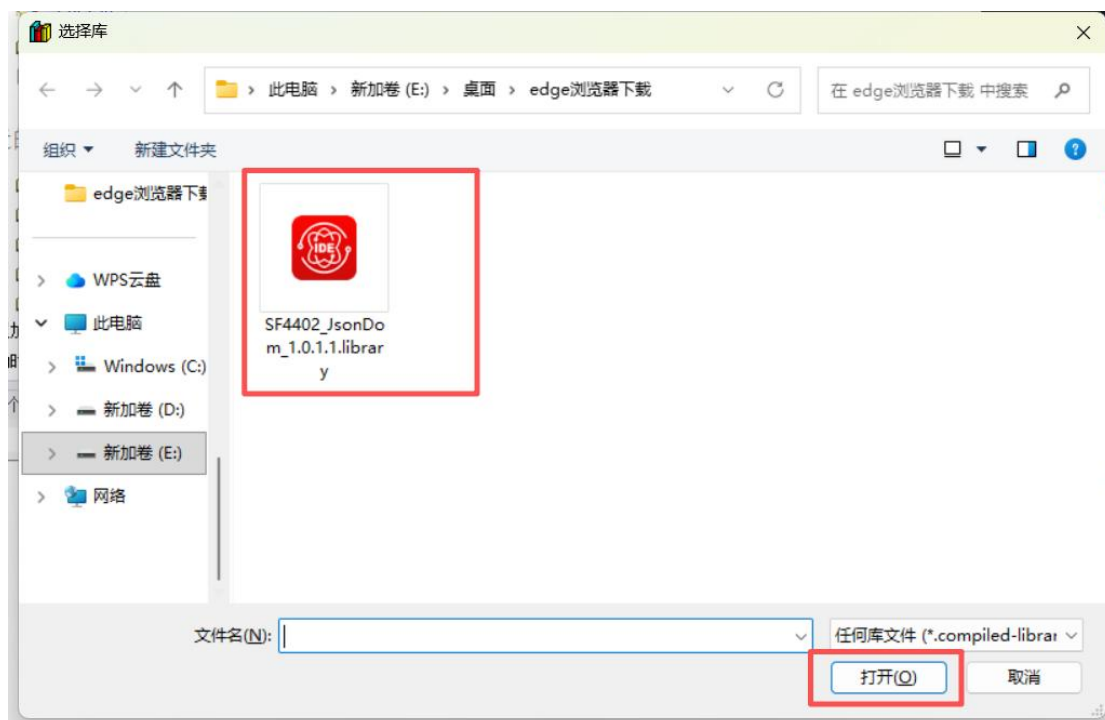 选择库
此电脑 › 新加卷 (E:) › 桌面 › edge浏览器下载
在 edge浏览器下载 中搜索
组织
新建文件夹
edge浏览器下载
WPS云盘
此电脑
Windows (C:)
新加卷 (D:)
新加卷 (E:)
网络
IDE
SF4402_JsonDo
m_1.0.1.1.librar
y
文件名(N):
任何库文件 (*.compiled-librar
打开(O)
取消